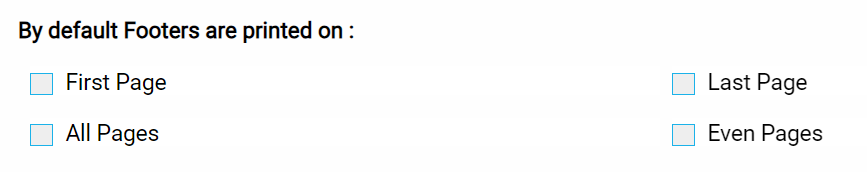 By default Footers are printed on :
First Page
Last Page
All Pages
Even Pages